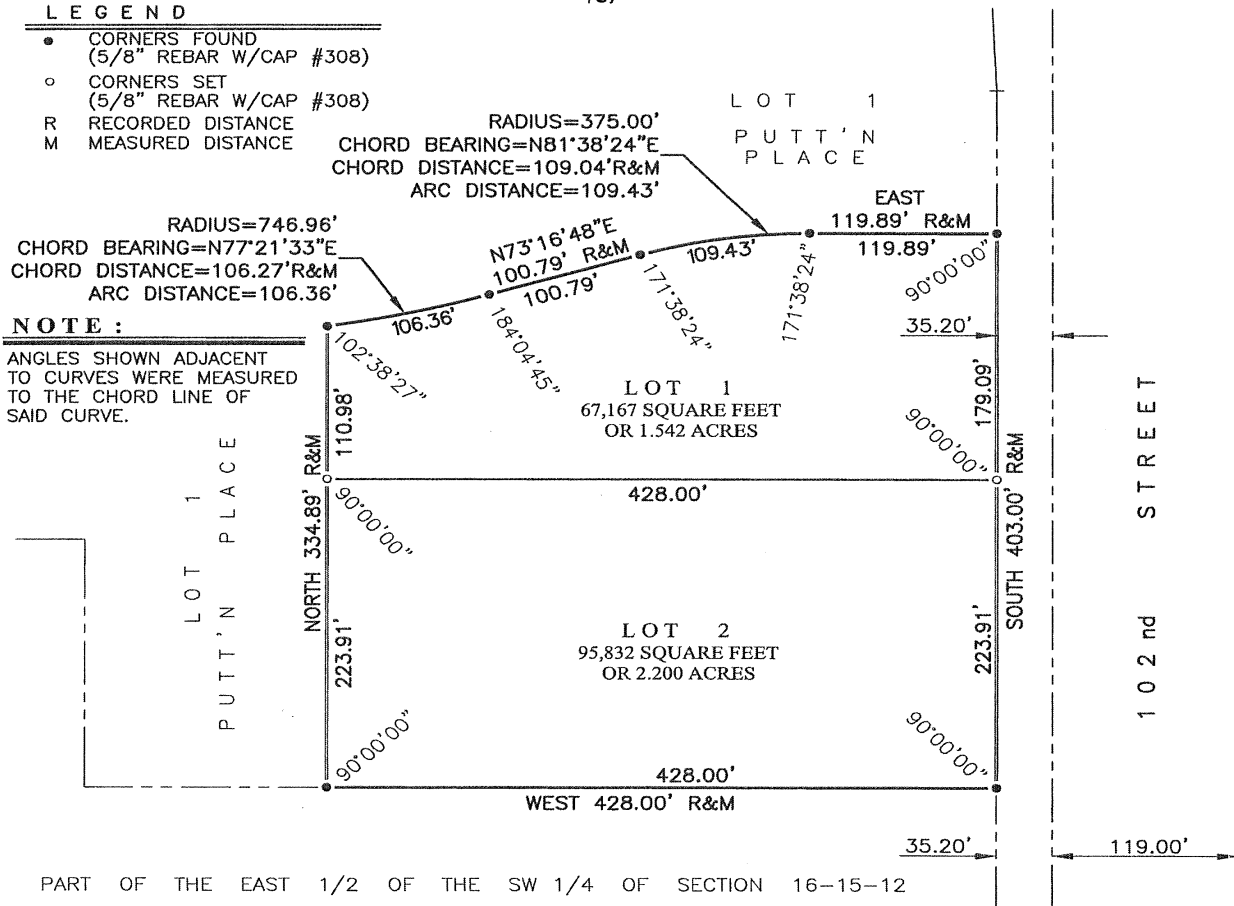 LEGEND
CORNERS FOUND
(5/8" REBAR W/CAP #308)
CORNERS SET
(5/8" REBAR W/CAP #308)
R RECORDED DISTANCE
M MEASURED DISTANCE
RADIUS=375.00'
CHORD BEARING=N81°38'24"E
CHORD DISTANCE=109.04'R&M
ARC DISTANCE=109.43'
LOT 1
PUTT'N
PLACE
EAST
119.89' R&M
119.89'
RADIUS=746.96'
CHORD BEARING=N77°21'33"E
CHORD DISTANCE=106.27'R&M
ARC DISTANCE=106.36'
N73°16'48"E
100.79' R&M
100.79'
109.43'
106.36'
102°38'27"
184°04'45"
171°38'24"
171°38'24"
90°00'00"
35.20'
NOTE:
ANGLES SHOWN ADJACENT
TO CURVES WERE MEASURED
TO THE CHORD LINE OF
SAID CURVE.
LOT 1
67,167 SQUARE FEET
OR 1.542 ACRES
110.98'
179.09'
90°00'00"
428.00'
90°00'00"
LOT 1
PUTT'N PLACE
NORTH 334.89' R&M
223.91'
LOT 2
95,832 SQUARE FEET
OR 2.200 ACRES
223.91'
SOUTH 403.00' R&M
102nd STREET
90°00'00"
90°00'00"
428.00'
WEST 428.00' R&M
35.20'
119.00'
PART OF THE EAST 1/2 OF THE SW 1/4 OF SECTION 16-15-12